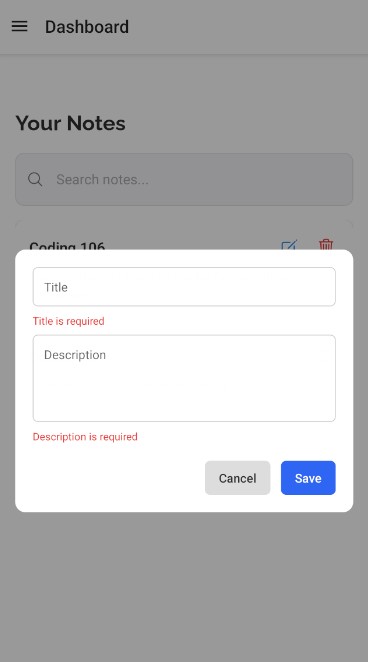 Dashboard
Your Notes
Search notes...
Coding 106
Title
Title is required
Description
Description is required
Cancel Save